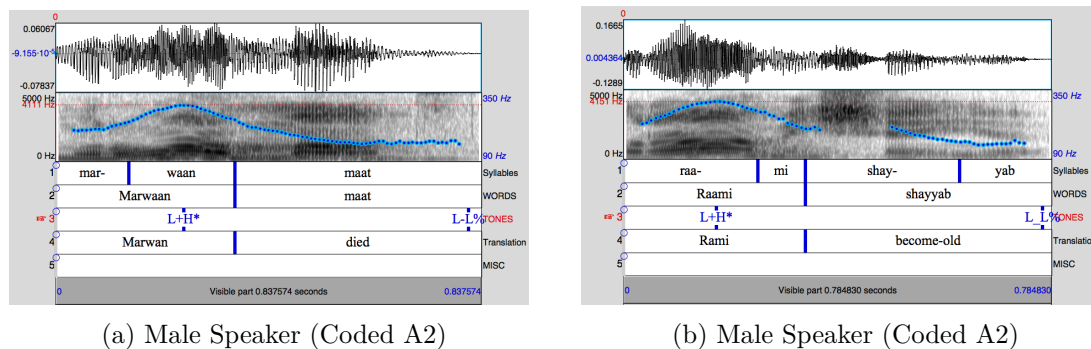 0
0.06067
-9.155·10⁻⁵
-0.07837
5000 Hz
4111 Hz
0 Hz
350 Hz
90 Hz
1 mar- waan maat Syllables
2 Marwaan maat WORDS
☞ 3 L+H* L-L% TONES
4 Marwan died Translation
5 MISC
0 Visible part 0.837574 seconds 0.837574
(a) Male Speaker (Coded A2)
0
0.1665
0.004364
-0.1289
5000 Hz
4151 Hz
0 Hz
350 Hz
90 Hz
1 raa- mi shay- yab Syllables
2 Raami shayyab WORDS
☞ 3 L+H* L_L% TONES
4 Rami become-old Translation
5 MISC
0 Visible part 0.784830 seconds 0.784830
(b) Male Speaker (Coded A2)